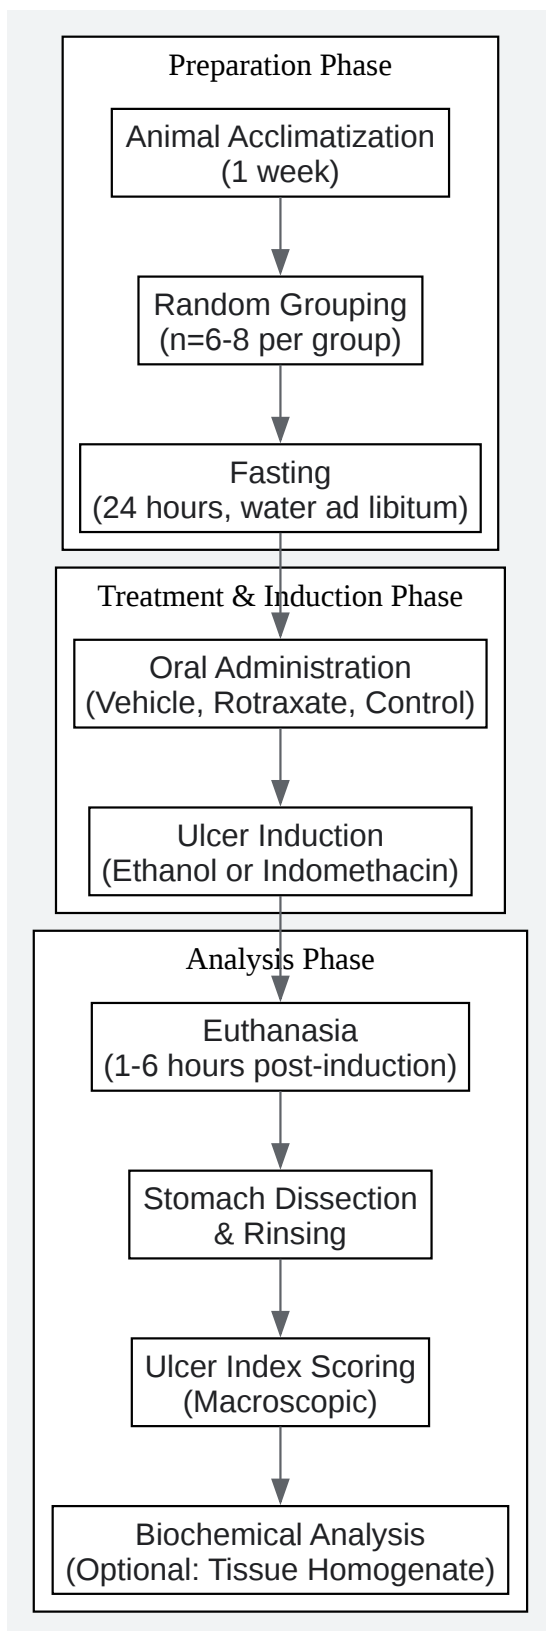 Preparation Phase
Animal Acclimatization
(1 week)
Random Grouping
(n=6-8 per group)
Fasting
(24 hours, water ad libitum)
Treatment & Induction Phase
Oral Administration
(Vehicle, Rotraxate, Control)
Ulcer Induction
(Ethanol or Indomethacin)
Analysis Phase
Euthanasia
(1-6 hours post-induction)
Stomach Dissection
& Rinsing
Ulcer Index Scoring
(Macroscopic)
Biochemical Analysis
(Optional: Tissue Homogenate)